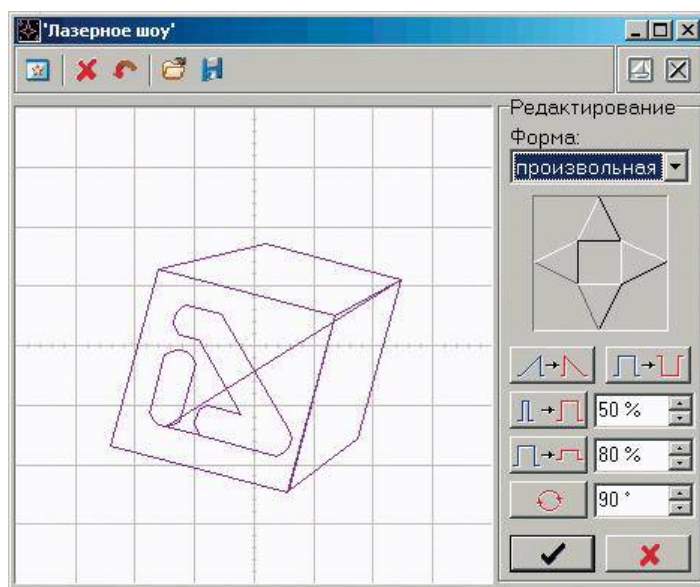 'Лазерное шоу'
Редактирование
Форма:
произвольная
50 %
80 %
90 °